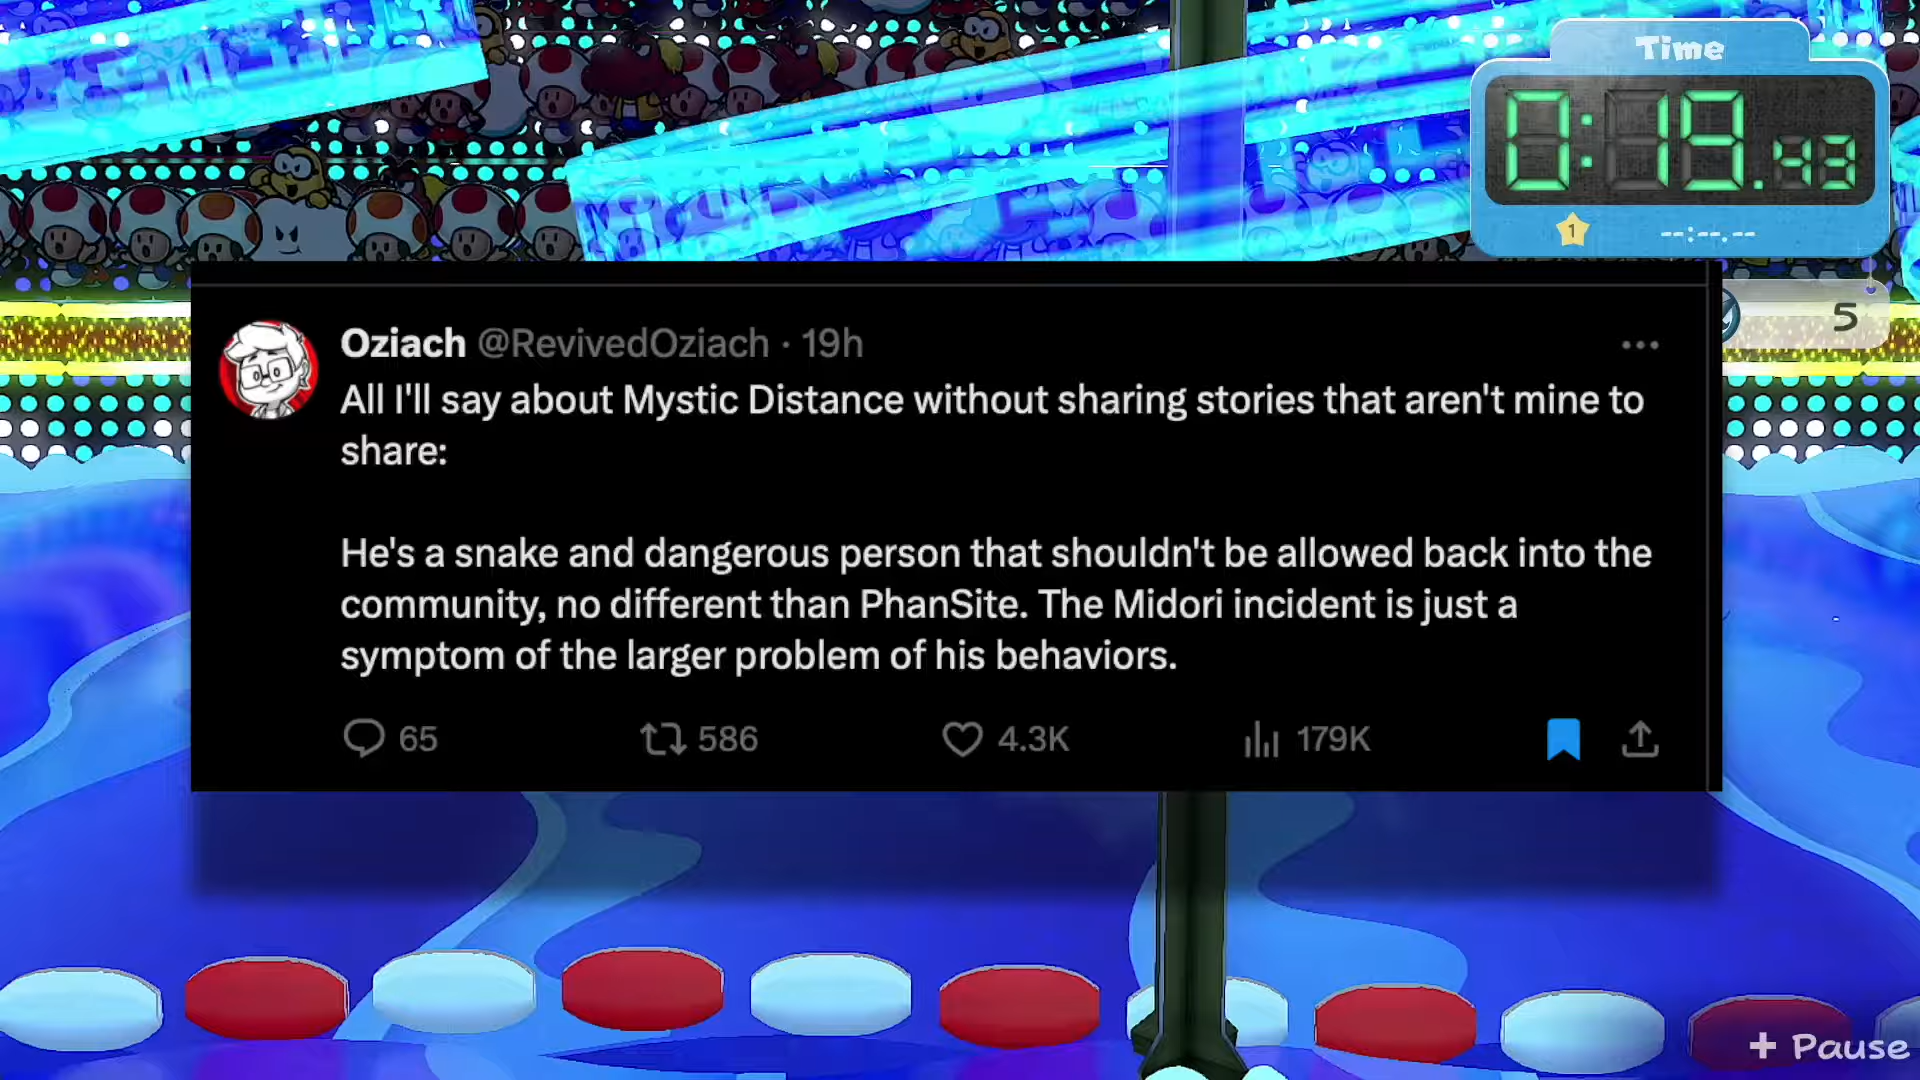 Time
0:19.43
1
--:--.--
5
Oziach @RevivedOziach · 19h
All I'll say about Mystic Distance without sharing stories that aren't mine to
share:
He's a snake and dangerous person that shouldn't be allowed back into the
community, no different than PhanSite. The Midori incident is just a
symptom of the larger problem of his behaviors.
65 586 4.3K 179K
+ Pause